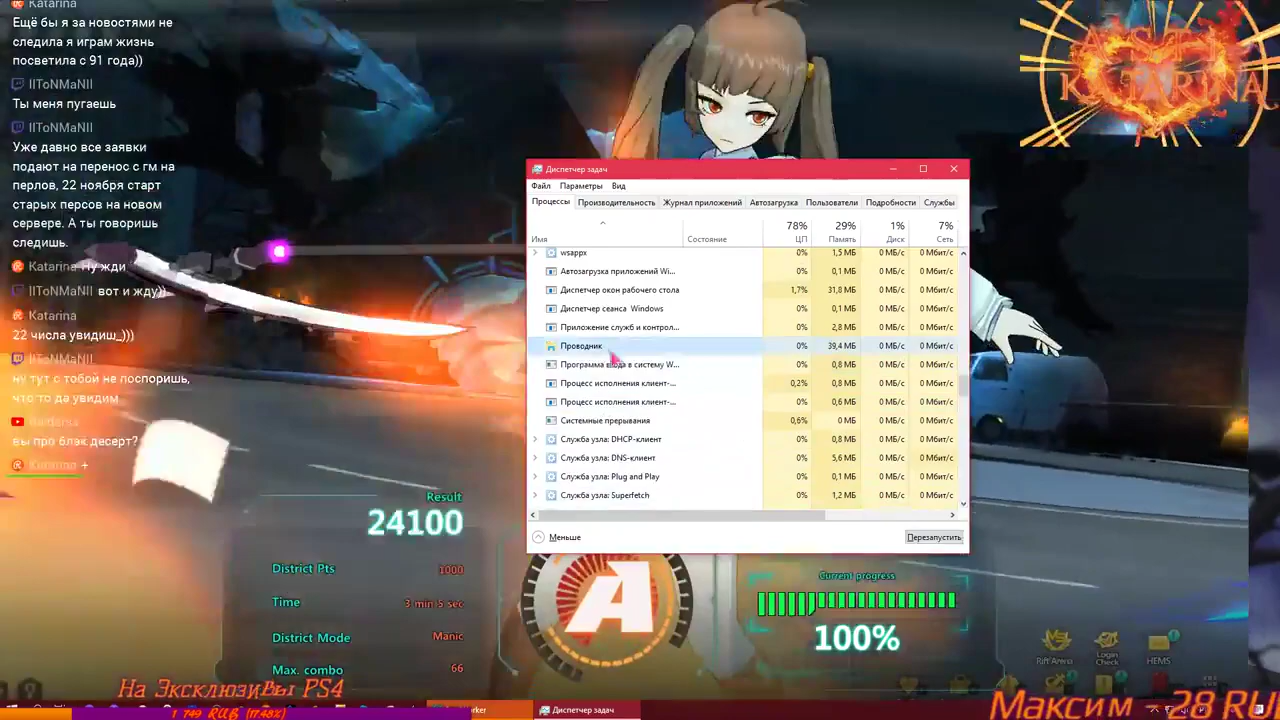 Katarina
Ещё бы я за новостями не
следила я играм жизнь
посветила с 91 года))
IIToNMaNII
Ты меня пугаешь
IIToNMaNII
Уже давно все заявки
подают на перенос с гм на
перлов, 22 ноября старт
старых персов на новом
сервере. А ты говоришь
следишь.
Katarina Ну жди
IIToNMaNII вот и жду))
Katarina
22 числа увидиш_)))
IIToNMaNII
ну тут с тобой не поспоришь,
что то да увидим
вы про блэк десерт?
Katarina +
ASTI
KATARINA
Диспетчер задач
Файл Параметры Вид
Процессы Производительность Журнал приложений Автозагрузка Пользователи Подробности Службы
78% 29% 1% 7%
Имя Состояние ЦП Память Диск Сеть
wsappx 0% 1,5 МБ 0 МБ/с 0 Мбит/с
Автозагрузка приложений Wi... 0% 0,1 МБ 0 МБ/с 0 Мбит/с
Диспетчер окон рабочего стола 1,7% 31,8 МБ 0 МБ/с 0 Мбит/с
Диспетчер сеанса Windows 0% 0,1 МБ 0 МБ/с 0 Мбит/с
Приложение служб и контрол... 0% 2,8 МБ 0 МБ/с 0 Мбит/с
Проводник 0% 39,4 МБ 0 МБ/с 0 Мбит/с
Программа входа в систему W... 0% 0,8 МБ 0 МБ/с 0 Мбит/с
Процесс исполнения клиент-... 0,2% 0,8 МБ 0 МБ/с 0 Мбит/с
Процесс исполнения клиент-... 0% 0,6 МБ 0 МБ/с 0 Мбит/с
Системные прерывания 0,6% 0 МБ 0 МБ/с 0 Мбит/с
Служба узла: DHCP-клиент 0% 0,8 МБ 0 МБ/с 0 Мбит/с
Служба узла: DNS-клиент 0% 5,6 МБ 0 МБ/с 0 Мбит/с
Служба узла: Plug and Play 0% 0,1 МБ 0 МБ/с 0 Мбит/с
Служба узла: Superfetch 0% 1,2 МБ 0 МБ/с 0 Мбит/с
Меньше Перезапустить
Result
24100
District Pts 1000
Time 3 min 5 sec
District Mode Manic
Max. combo 66
A
Current progress
100%
Rift Arena
Login
Check
HEMS
На Эксклюзивы PS4
1 749 RUB (17.48%)
Диспетчер задач
Максим - 28 RUB